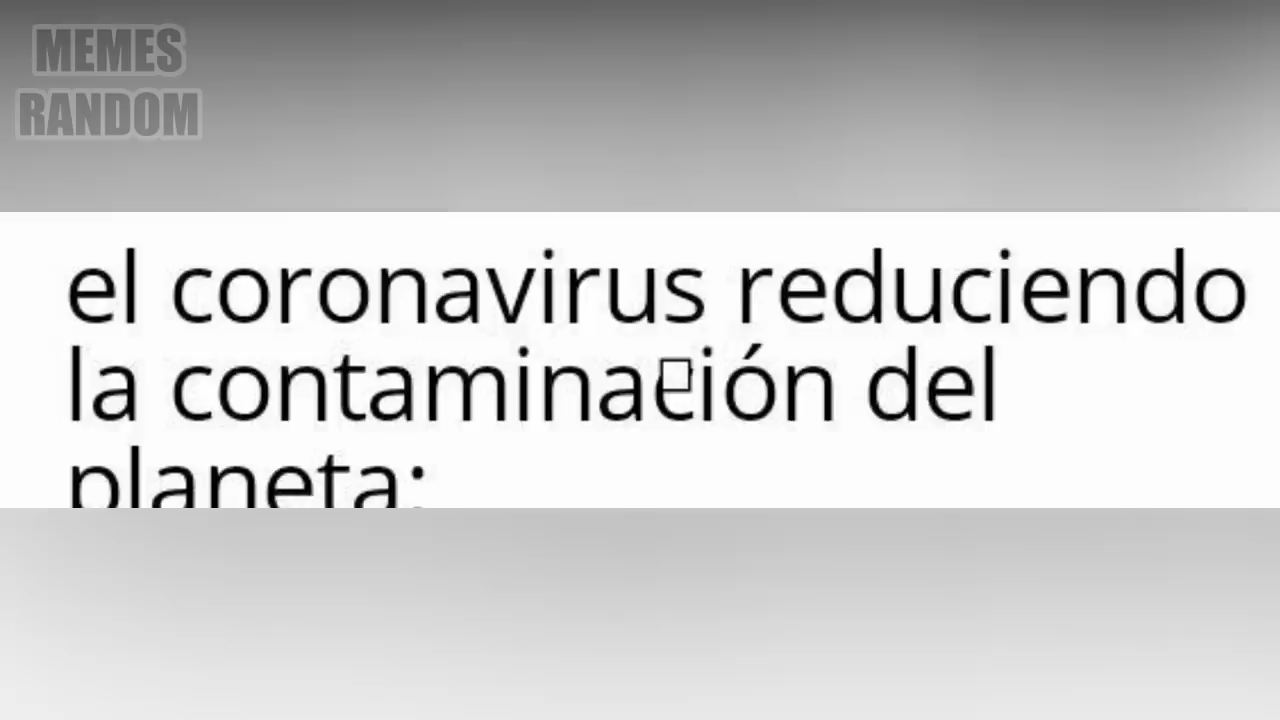 MEMES
RANDOM
el coronavirus reduciendo
la contaminación del
planeta: